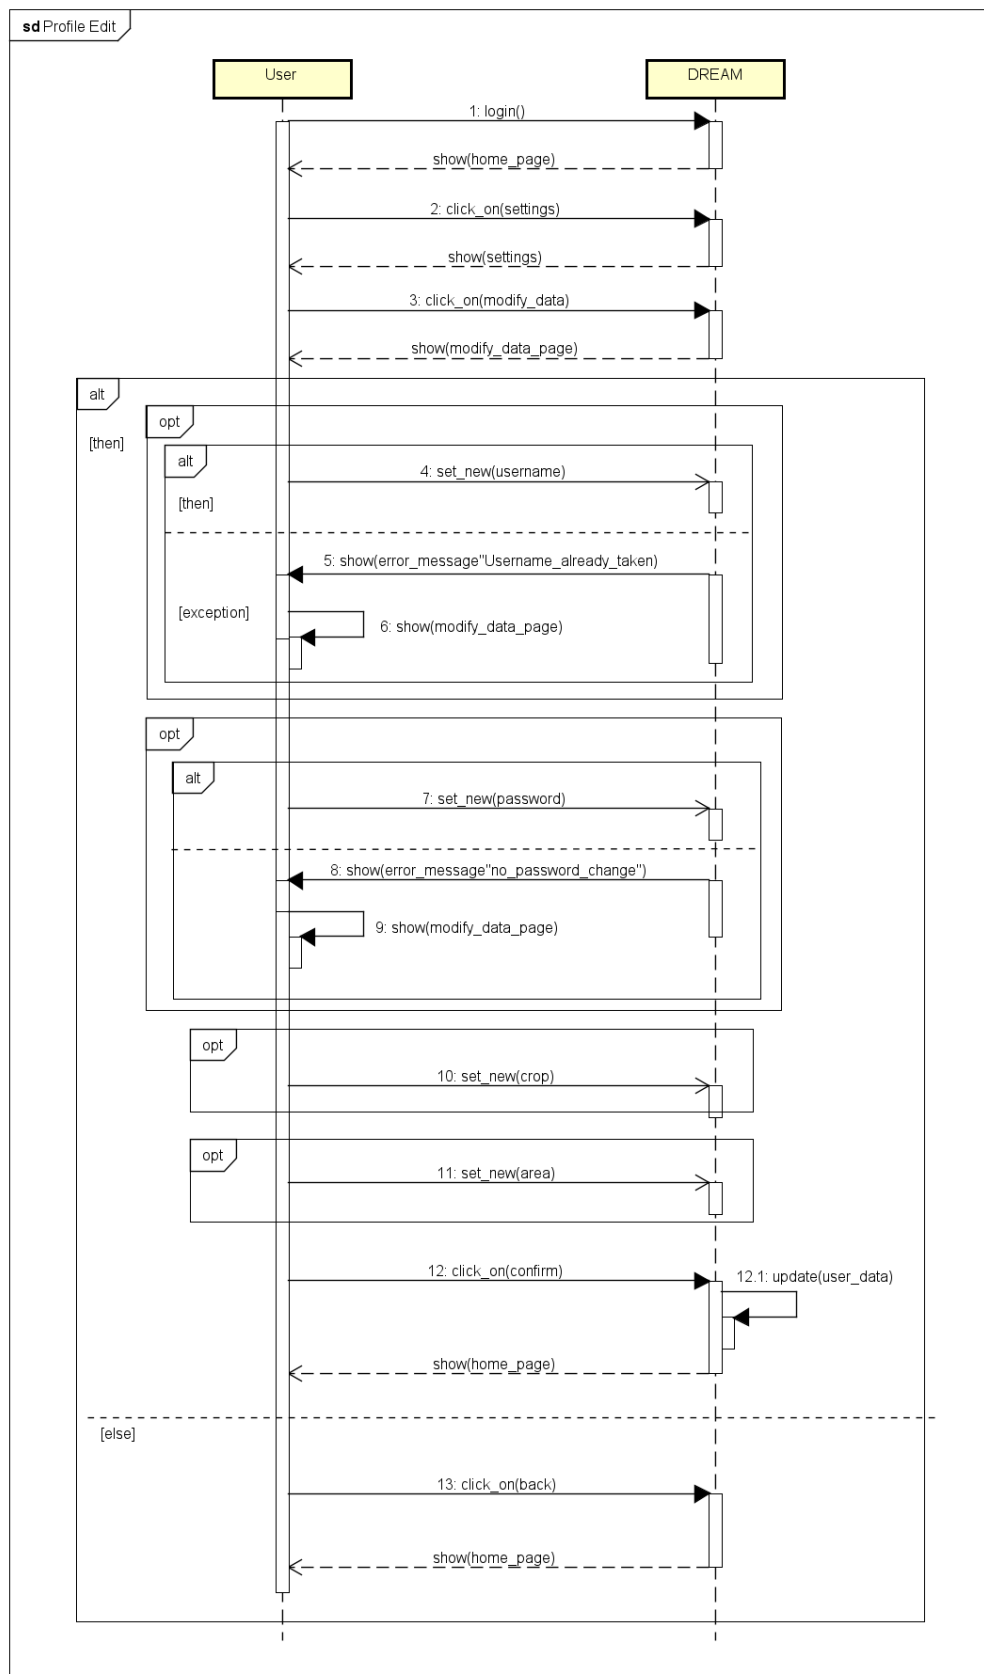 sd Profile Edit
User
DREAM
1: login()
show(home_page)
2: click_on(settings)
show(settings)
3: click_on(modify_data)
show(modify_data_page)
alt
[then]
opt
alt
4: set_new(username)
[then]
5: show(error_message"Username_already_taken)
[exception]
6: show(modify_data_page)
opt
alt
7: set_new(password)
8: show(error_message"no_password_change")
9: show(modify_data_page)
opt
10: set_new(crop)
opt
11: set_new(area)
12: click_on(confirm)
12.1: update(user_data)
show(home_page)
[else]
13: click_on(back)
show(home_page)